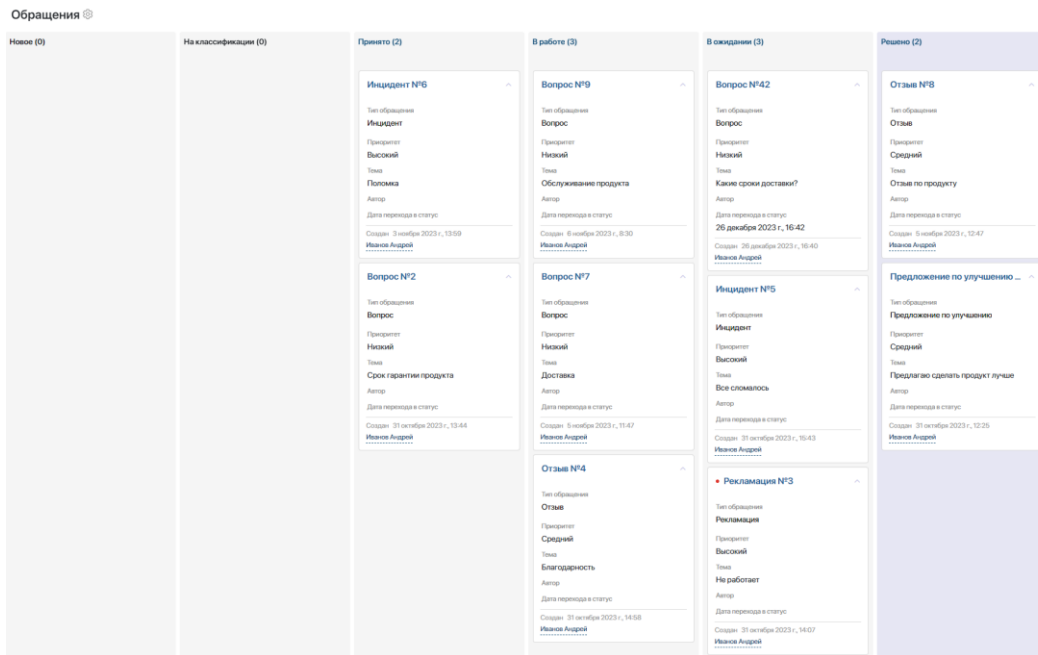 Обращения
Новое (0)
На классификации (0)
Принято (2)
Инцидент №6
Тип обращения
Инцидент
Приоритет
Высокий
Тема
Поломка
Автор
Дата перехода в статус
Создан 3 ноября 2023 г., 13:59
Иванов Андрей
Вопрос №2
Тип обращения
Вопрос
Приоритет
Низкий
Тема
Срок гарантии продукта
Автор
Дата перехода в статус
Создан 31 октября 2023 г., 13:44
Иванов Андрей
В работе (3)
Вопрос №9
Тип обращения
Вопрос
Приоритет
Низкий
Тема
Обслуживание продукта
Автор
Дата перехода в статус
Создан 6 ноября 2023 г., 8:30
Иванов Андрей
Вопрос №7
Тип обращения
Вопрос
Приоритет
Низкий
Тема
Доставка
Автор
Дата перехода в статус
Создан 5 ноября 2023 г., 11:47
Иванов Андрей
Отзыв №4
Тип обращения
Отзыв
Приоритет
Средний
Тема
Благодарность
Автор
Дата перехода в статус
Создан 31 октября 2023 г., 14:58
Иванов Андрей
В ожидании (3)
Вопрос №42
Тип обращения
Вопрос
Приоритет
Низкий
Тема
Какие сроки доставки?
Автор
Дата перехода в статус
26 декабря 2023 г., 16:42
Создан 26 декабря 2023 г., 16:40
Иванов Андрей
Инцидент №5
Тип обращения
Инцидент
Приоритет
Высокий
Тема
Все сломалось
Автор
Дата перехода в статус
Создан 31 октября 2023 г., 15:43
Иванов Андрей
Рекламация №3
Тип обращения
Рекламация
Приоритет
Высокий
Тема
Не работает
Автор
Дата перехода в статус
Создан 31 октября 2023 г., 14:07
Иванов Андрей
Решено (2)
Отзыв №8
Тип обращения
Отзыв
Приоритет
Средний
Тема
Отзыв по продукту
Автор
Дата перехода в статус
Создан 5 ноября 2023 г., 12:47
Иванов Андрей
Предложение по улучшению ...
Тип обращения
Предложение по улучшению
Приоритет
Средний
Тема
Предлагаю сделать продукт лучше
Автор
Дата перехода в статус
Создан 31 октября 2023 г., 12:25
Иванов Андрей